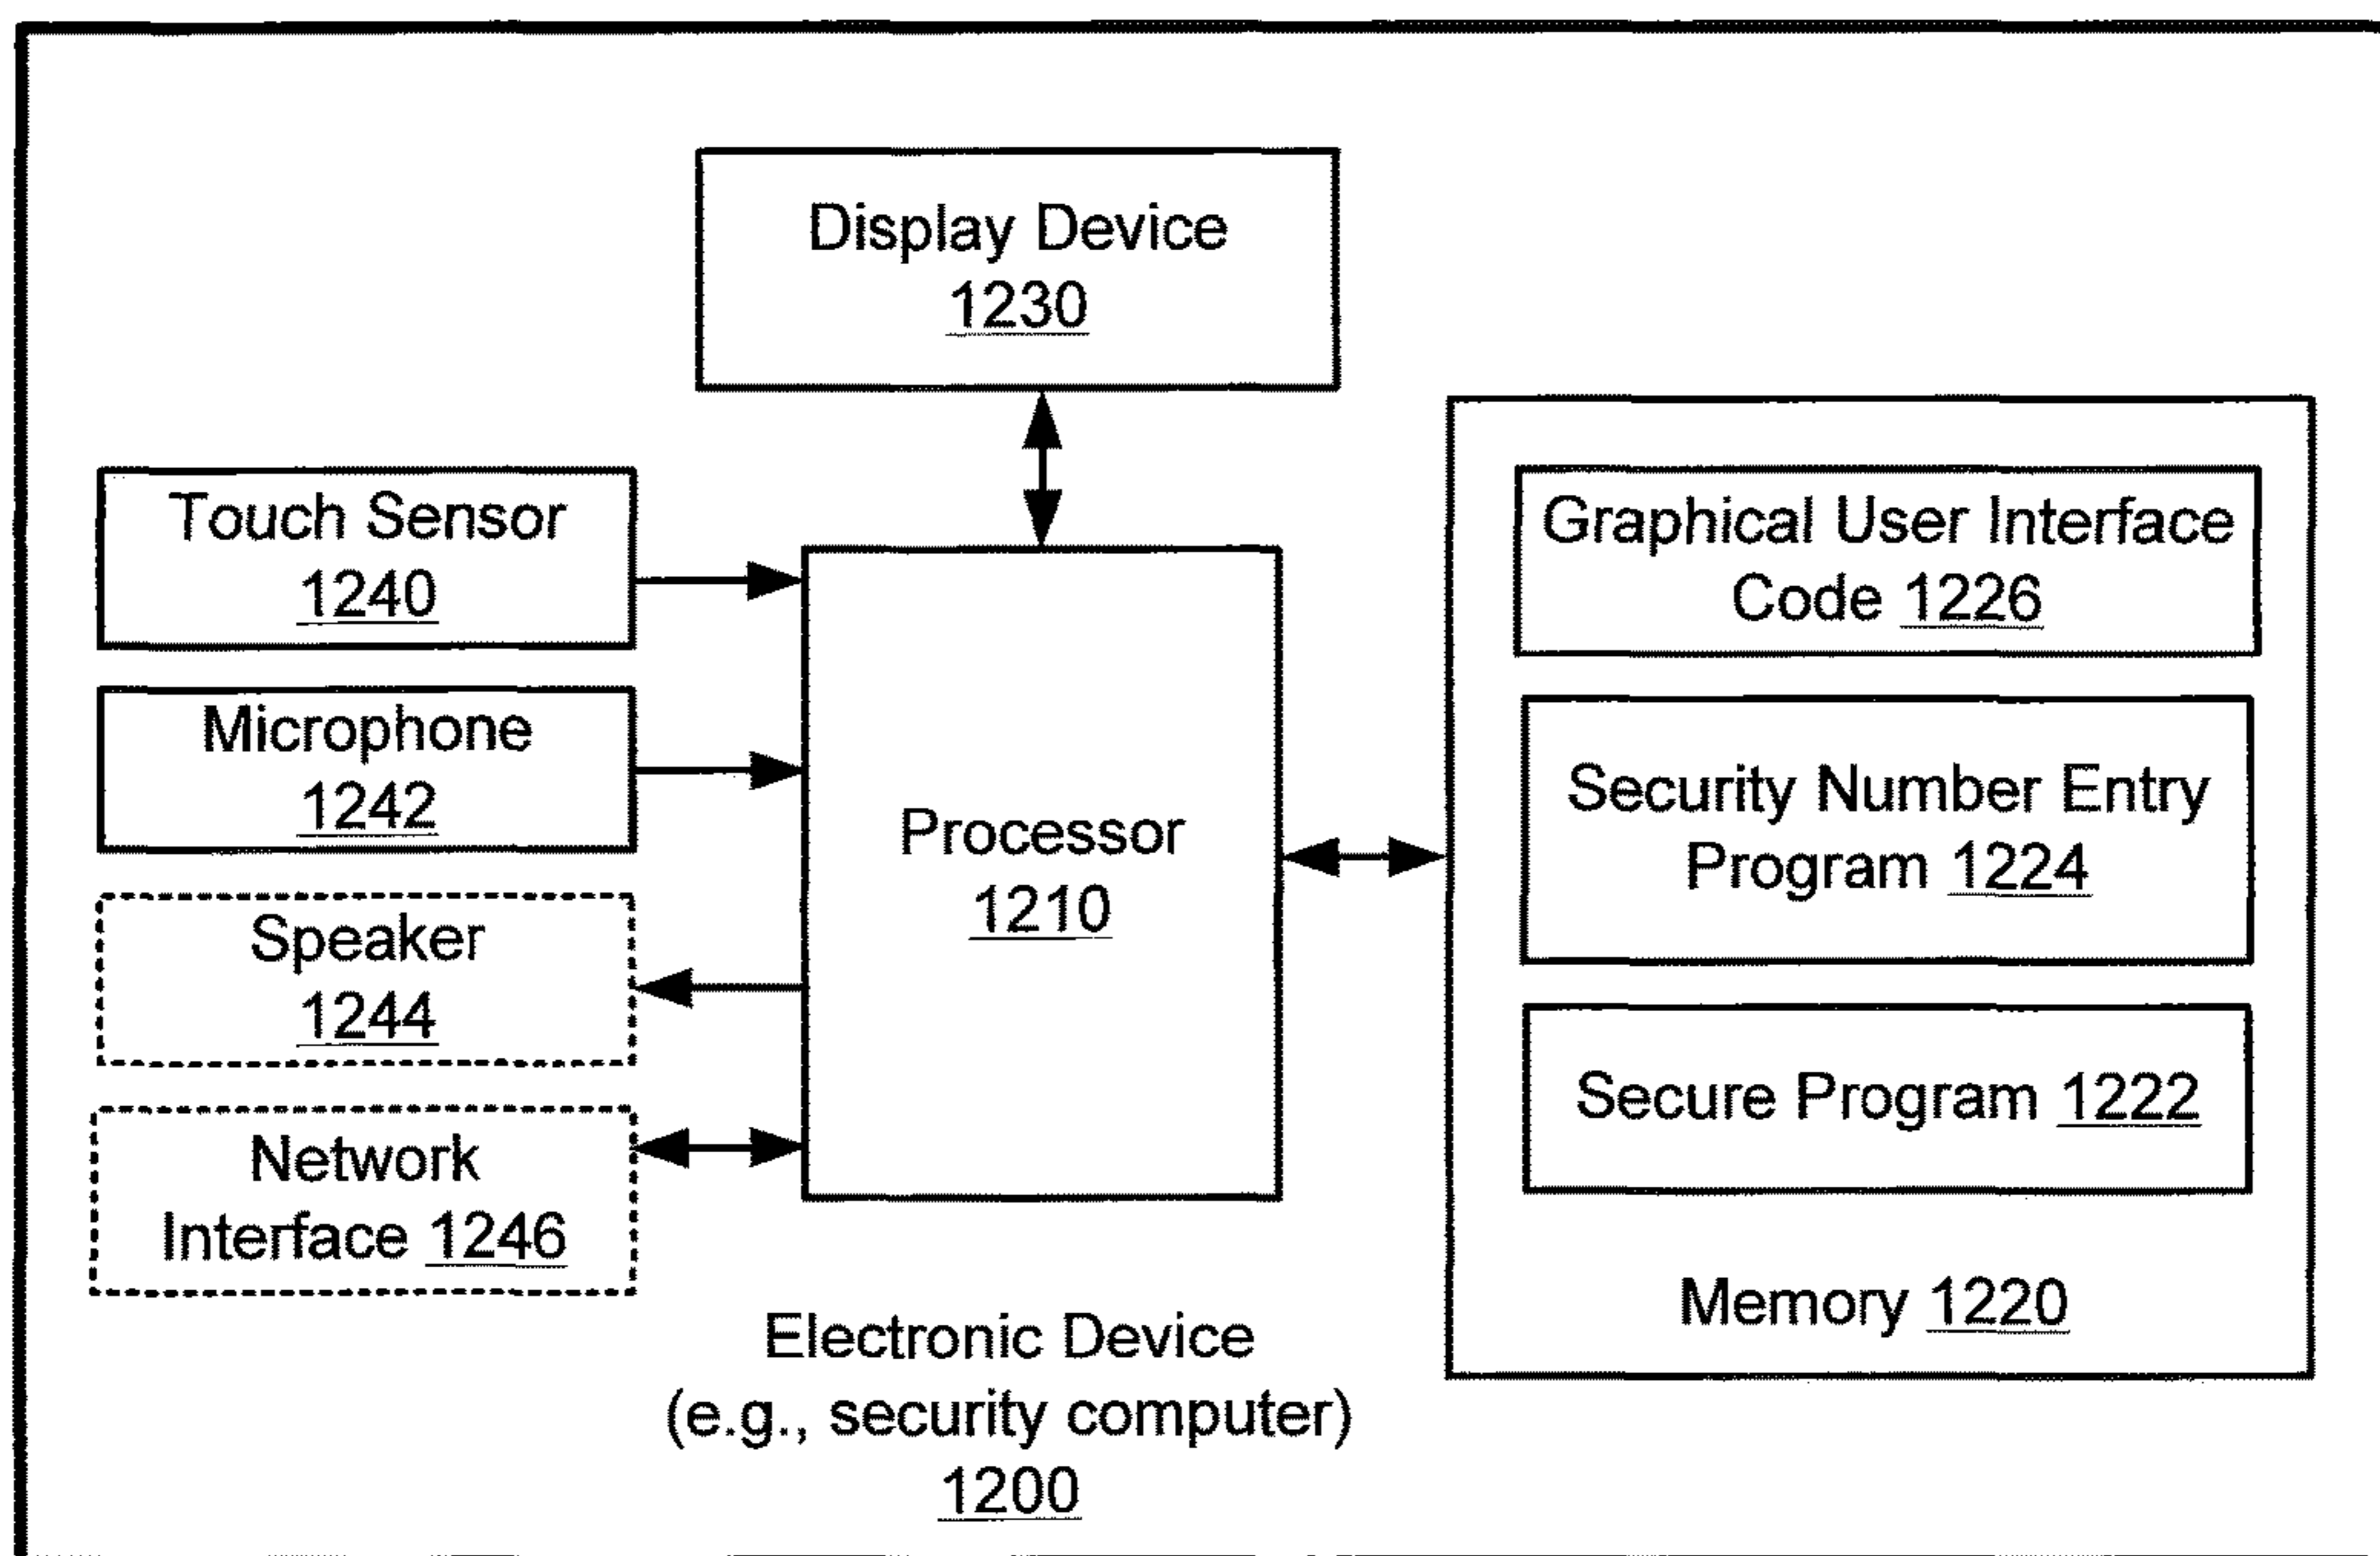 Display Device
1230
Touch Sensor
1240
Microphone
1242
Speaker
1244
Network
Interface 1246
Processor
1210
Graphical User Interface
Code 1226
Security Number Entry
Program 1224
Secure Program 1222
Memory 1220
Electronic Device
(e.g., security computer)
1200